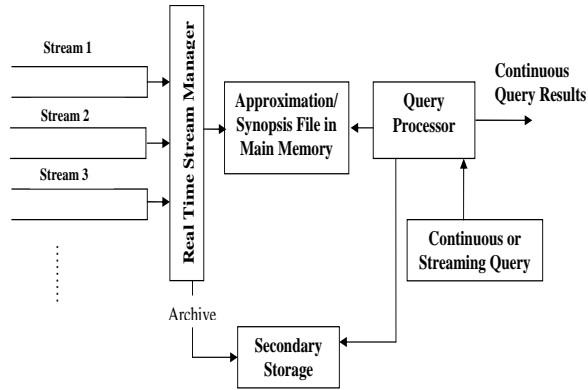 Stream 1
Stream 2
Stream 3
Real Time Stream Manager
Approximation/
Synopsis File in
Main Memory
Query
Processor
Continuous
Query Results
Continuous or
Streaming Query
Archive
Secondary
Storage